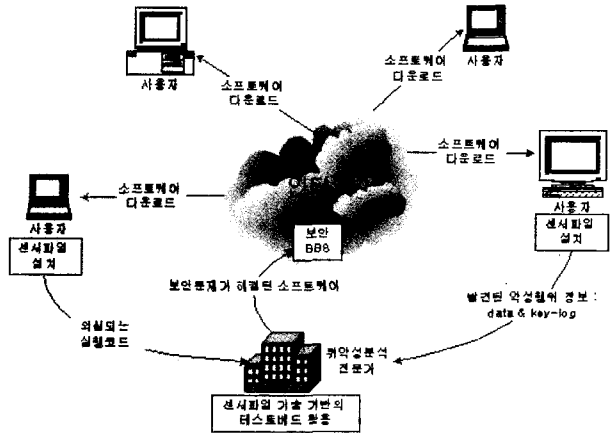 사용자
사용자
소프트웨어
다운로드
소프트웨어
다운로드
소프트웨어
다운로드
소프트웨어
다운로드
사용자
센서파일
설치
사용자
센서파일
설치
보안
BBS
보안문제가 해결된 소프트웨어
발견된 악성행위 정보 :
data & key-log
의심되는
실행코드
취약성분석
전문가
센서파일 기술 기반의
테스트베드 활용